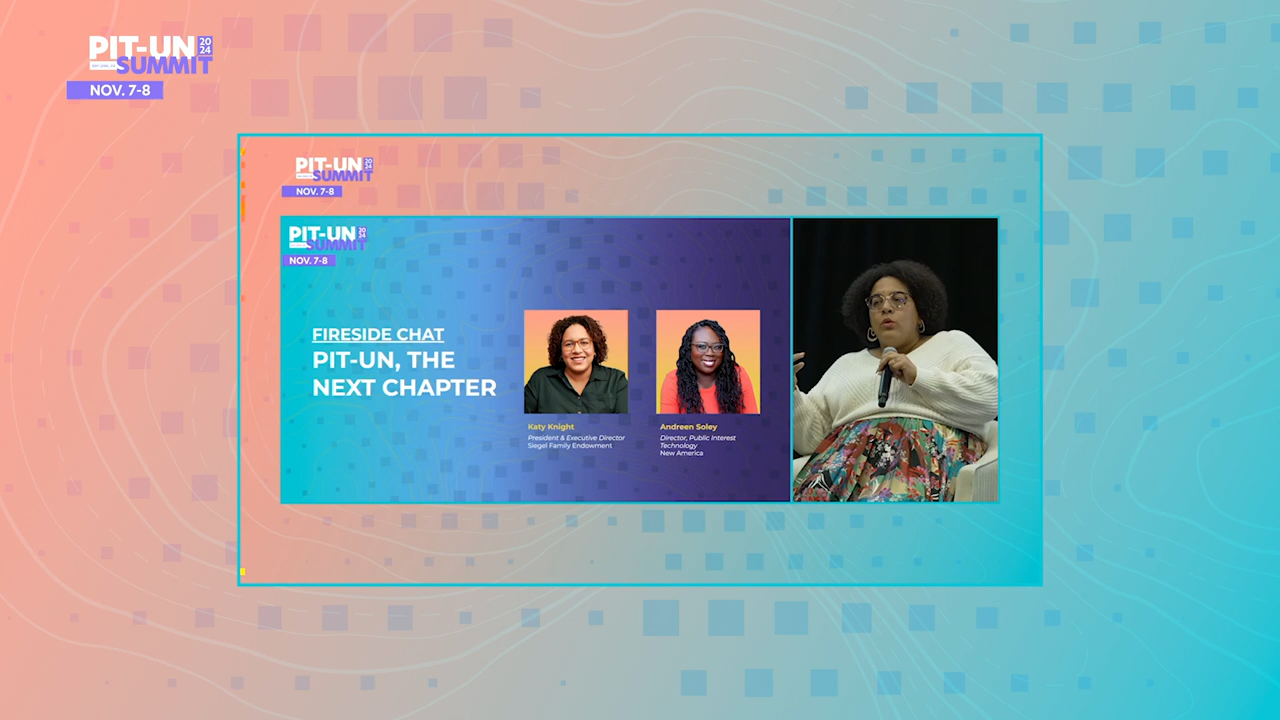 PIT-UN 2024
SUMMIT
NOV. 7-8
PIT-UN 2024
SUMMIT
NOV. 7-8
PIT-UN 2024
SUMMIT
NOV. 7-8
FIRESIDE CHAT
PIT-UN, THE
NEXT CHAPTER
Katy Knight
President & Executive Director
Siegel Family Endowment
Andreen Soley
Director, Public Interest
Technology
New America